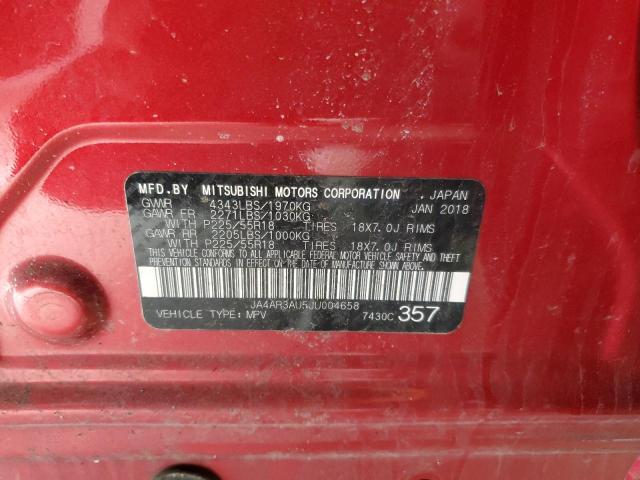 MFD.BY MITSUBISHI MOTORS CORPORATION . JAPAN
GVWR 4343LBS/1970KG JAN 2018
GAWR FR 2271LBS/1030KG
WITH P225/55R18 TIRES 18X7.0J RIMS
GAWR RR 2205LBS/1000KG
WITH P225/55R18 TIRES 18X7.0J RIMS
THIS VEHICLE CONFORMS TO ALL APPLICABLE FEDERAL MOTOR VEHICLE SAFETY AND THEFT
PREVENTION STANDARDS IN EFFECT ON THE DATE OF MANUFACTURE SHOWN ABOVE.
JA4AR3AU5JU004658
VEHICLE TYPE:MPV 7430C 357